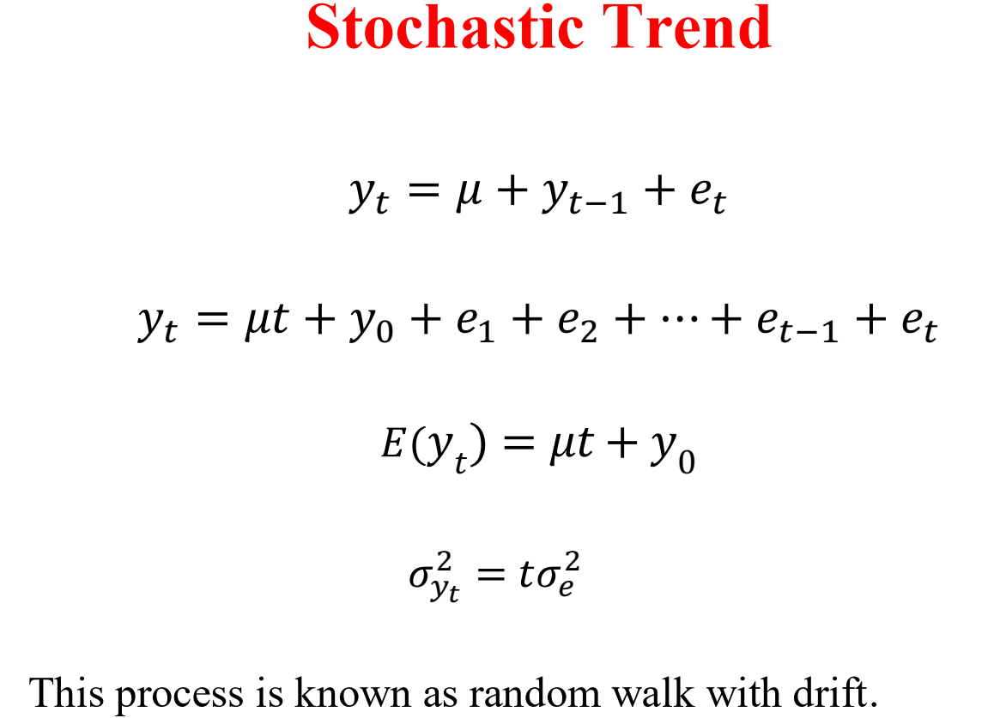 Stochastic Trend
$y_t = \mu + y_{t-1} + e_t$
$y_t = \mu t + y_0 + e_1 + e_2 + \cdots + e_{t-1} + e_t$
$E(y_t) = \mu t + y_0$
$\sigma_{y_t}^2 = t\sigma_e^2$
This process is known as random walk with drift.